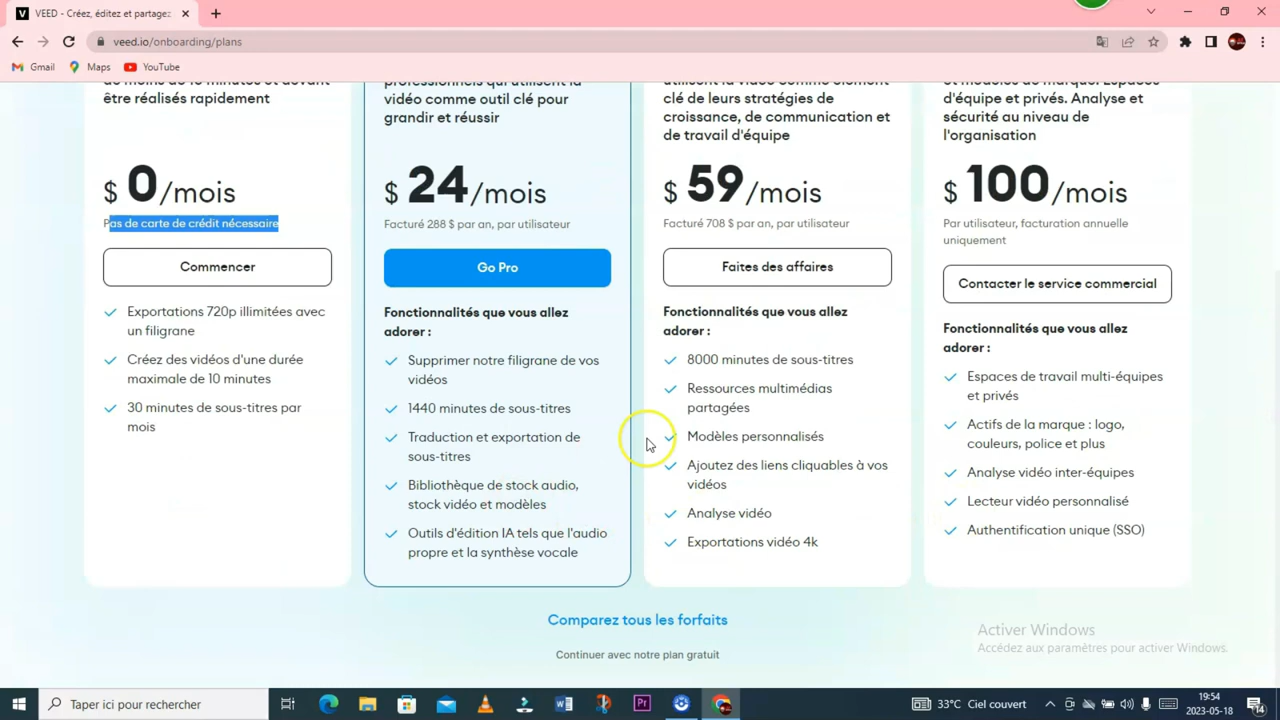 VEED - Créez, éditez et partagez
veed.io/onboarding/plans
Gmail
Maps
YouTube
être réalisés rapidement
vidéo comme outil clé pour
grandir et réussir
clé de leurs stratégies de
croissance, de communication et
de travail d'équipe
et modèles de marque. Espaces
d'équipe et privés. Analyse et
sécurité au niveau de
l'organisation
$ 0/mois
Pas de carte de crédit nécessaire
Commencer
Exportations 720p illimitées avec
un filigrane
Créez des vidéos d'une durée
maximale de 10 minutes
30 minutes de sous-titres par
mois
$ 24/mois
Facturé 288 $ par an, par utilisateur
Go Pro
Fonctionnalités que vous allez
adorer :
Supprimer notre filigrane de vos
vidéos
1440 minutes de sous-titres
Traduction et exportation de
sous-titres
Bibliothèque de stock audio,
stock vidéo et modèles
Outils d'édition IA tels que l'audio
propre et la synthèse vocale
$ 59/mois
Facturé 708 $ par an, par utilisateur
Faites des affaires
Fonctionnalités que vous allez
adorer :
8000 minutes de sous-titres
Ressources multimédias
partagées
Modèles personnalisés
Ajoutez des liens cliquables à vos
vidéos
Analyse vidéo
Exportations vidéo 4k
$ 100/mois
Par utilisateur, facturation annuelle
uniquement
Contacter le service commercial
Fonctionnalités que vous allez
adorer :
Espaces de travail multi-équipes
et privés
Actifs de la marque : logo,
couleurs, police et plus
Analyse vidéo inter-équipes
Lecteur vidéo personnalisé
Authentification unique (SSO)
Comparez tous les forfaits
Continuer avec notre plan gratuit
Activer Windows
Accédez aux paramètres pour activer Windows.
Taper ici pour rechercher
33°C Ciel couvert
19:54
2023-05-18
14